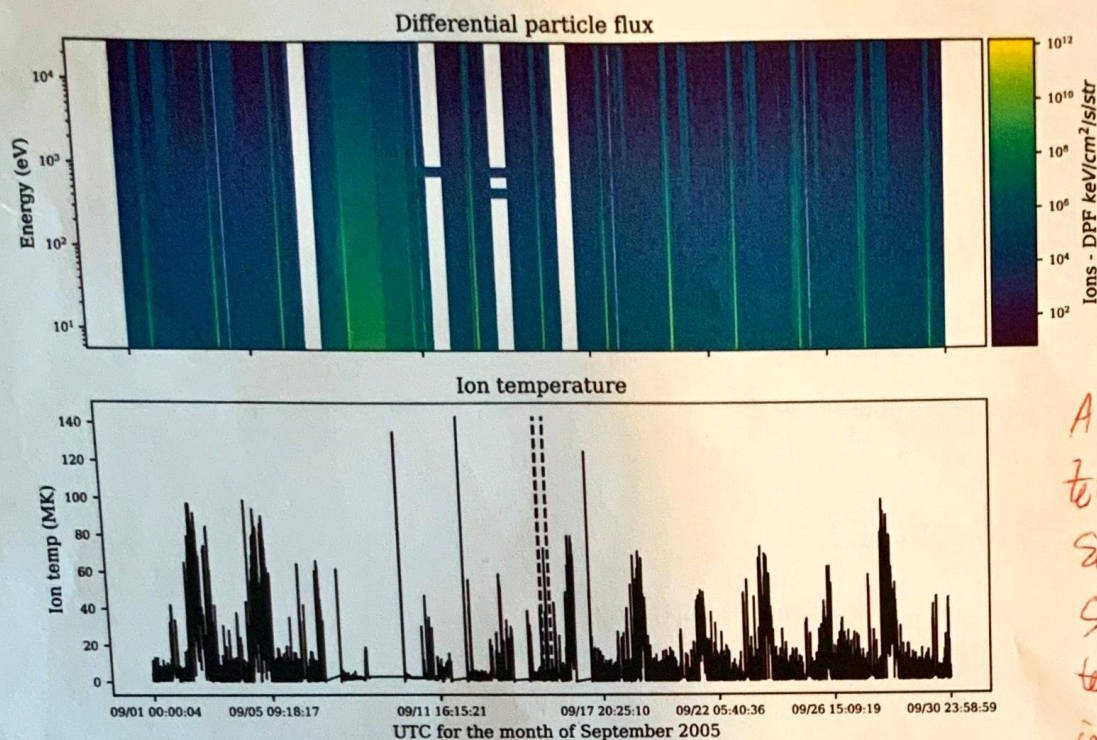 Differential particle flux
10⁴
10³
10²
10¹
Energy (eV)
10¹²
10¹⁰
10⁸
10⁶
10⁴
10²
Ions - DPF keV/cm²/s/str
Ion temperature
140
120
100
80
60
40
20
0
Ion temp (MK)
09/01 00:00:04 09/05 09:18:17 09/11 16:15:21 09/17 20:25:10 09/22 05:40:36 09/26 15:09:19 09/30 23:58:59
UTC for the month of September 2005
A
te